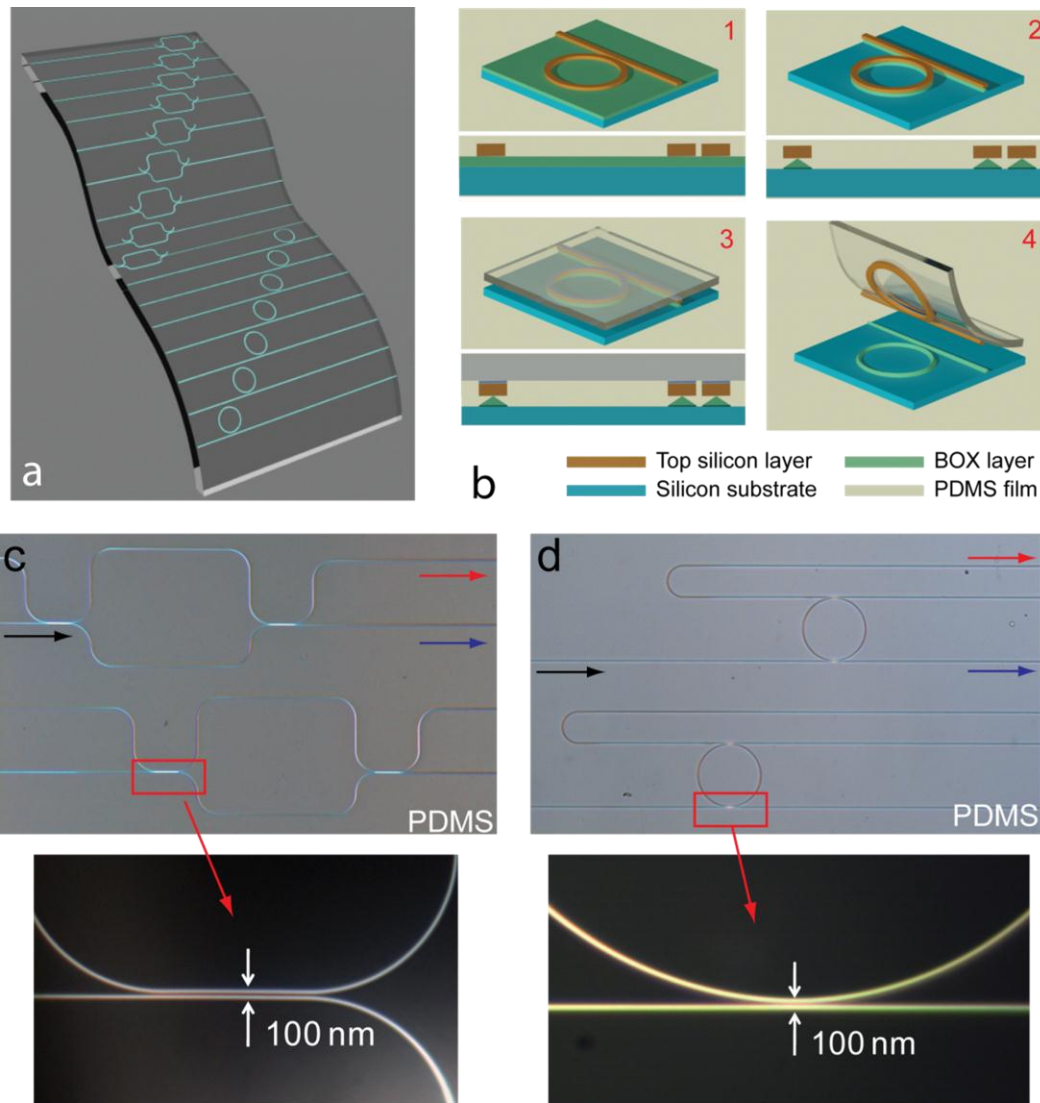 a
1
2
3
4
b
Top silicon layer
BOX layer
Silicon substrate
PDMS film
c
PDMS
d
PDMS
100 nm
100 nm